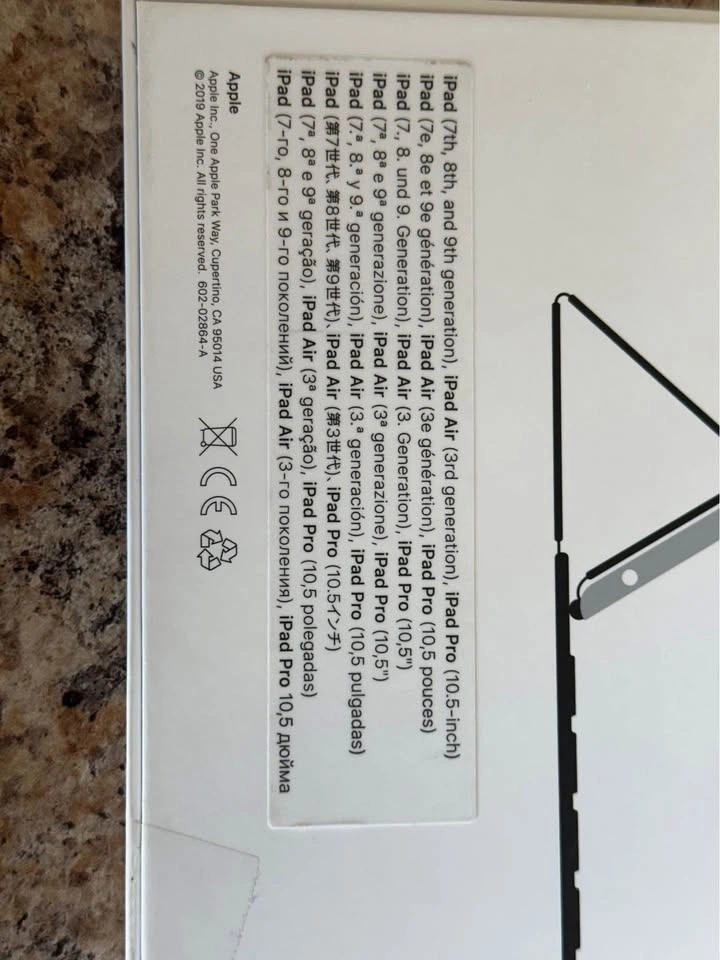 iPad (7th, 8th, and 9th generation), iPad Air (3rd generation), iPad Pro (10.5-inch)
iPad (7e, 8e et 9e génération), iPad Air (3e génération), iPad Pro (10,5 pouces)
iPad (7., 8. und 9. Generation), iPad Air (3. Generation), iPad Pro (10,5")
iPad (7ª, 8ª e 9ª generazione), iPad Air (3ª generazione), iPad Pro (10,5")
iPad (7.ª, 8.ª y 9.ª generación), iPad Air (3.ª generación), iPad Pro (10,5 pulgadas)
iPad (第7世代、第8世代、第9世代)、iPad Air (第3世代)、iPad Pro (10.5インチ)
iPad (7ª, 8ª e 9ª geração), iPad Air (3ª geração), iPad Pro (10,5 polegadas)
iPad (7-го, 8-го и 9-го поколений), iPad Air (3-го поколения), iPad Pro 10,5 дюйма
Apple
Apple Inc., One Apple Park Way, Cupertino, CA 95014 USA
© 2019 Apple Inc. All rights reserved. 602-02864-A
CE